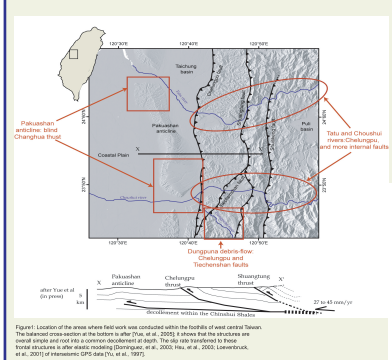 120°30'E 120°40'E 120°50'E
Taichung
basin
Pakuashan
anticline: blind
Changhua thrust
Pakuashan
anticline
Puli
basin
Tatu and Choushui
rivers:Chelungpu,
and more internal faults
X
Coastal Plain
120°30'E 120°40'E 120°50'E
Dungpuna debris-flow:
Chelungpu and
Tiechenshan faults
after Yue et al
(in press)
X
Pakuashan
anticline
Chelungpu
thrust
Shuangtung
thrust
X'
5
km
27 to 45 mm/yr
decollement within the Chinshui Shales
Figure1: Location of the areas where field work was conducted within the foothills of west central Taiwan.
The balanced cross-section at the bottom is after [Yue, et al., 2005]; it shows that the structures are
overall simple and root into a common decollement at depth. The slip rate transferred to these
frontal structures is after elastic modeling [Dominguez, et al., 2003; Hsu, et al., 2003; Loevenbruck,
et al., 2001] of interseismic GPS data [Yu, et al., 1997].